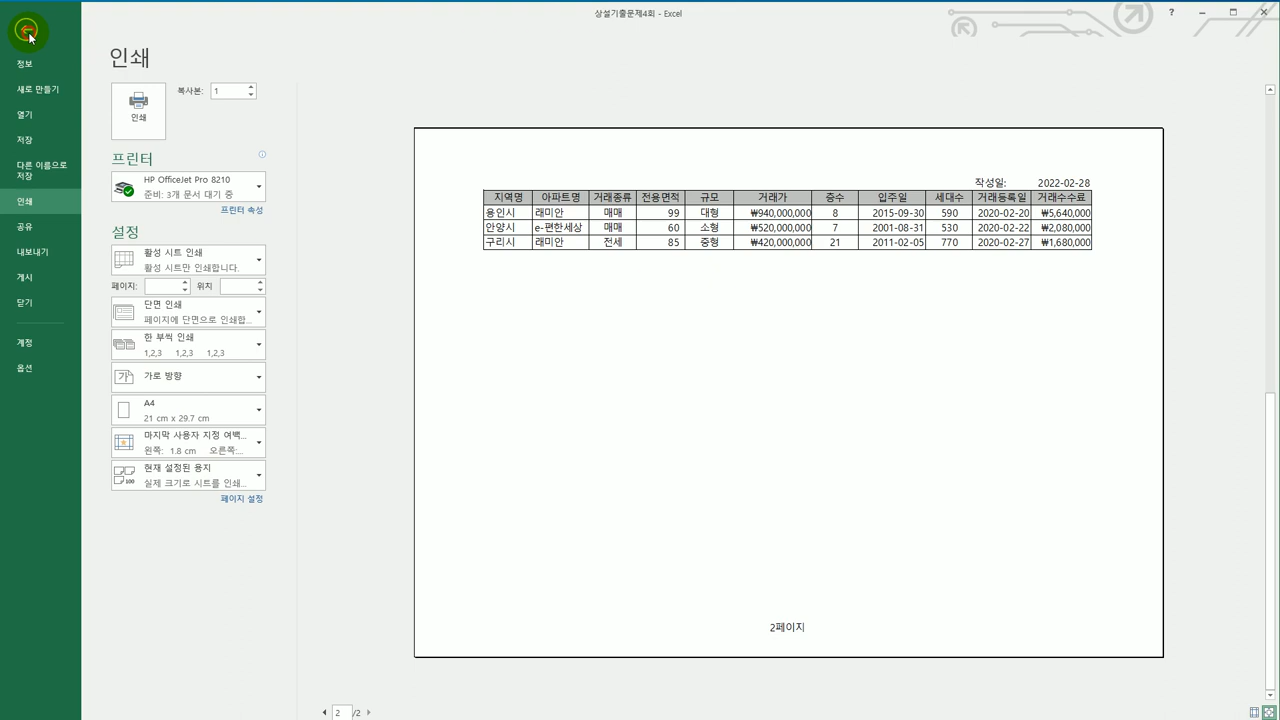 상설기출문제4회 - Excel
?
정보
새로 만들기
열기
저장
다른 이름으로
저장
인쇄
공유
내보내기
게시
닫기
계정
옵션
인쇄
인쇄
복사본: 1
프린터
HP OfficeJet Pro 8210
준비: 3개 문서 대기 중
프린터 속성
설정
활성 시트 인쇄
활성 시트만 인쇄합니다.
페이지: 위치
단면 인쇄
페이지에 단면으로 인쇄합...
한 부씩 인쇄
1,2,3 1,2,3 1,2,3
가로 방향
A4
21 cm x 29.7 cm
마지막 사용자 지정 여백...
왼쪽: 1.8 cm 오른쪽:...
현재 설정된 용지
실제 크기로 시트를 인쇄...
100
페이지 설정
작성일: 2022-02-28
지역명 아파트명 거래종류 전용면적 규모 거래가 층수 입주일 세대수 거래등록일 거래수수료
용인시 래미안 매매 99 대형 ₩940,000,000 8 2015-09-30 590 2020-02-20 ₩5,640,000
안양시 e-편한세상 매매 60 소형 ₩520,000,000 7 2001-08-31 530 2020-02-22 ₩2,080,000
구리시 래미안 전세 85 중형 ₩420,000,000 21 2011-02-05 770 2020-02-27 ₩1,680,000
2페이지
2 /2